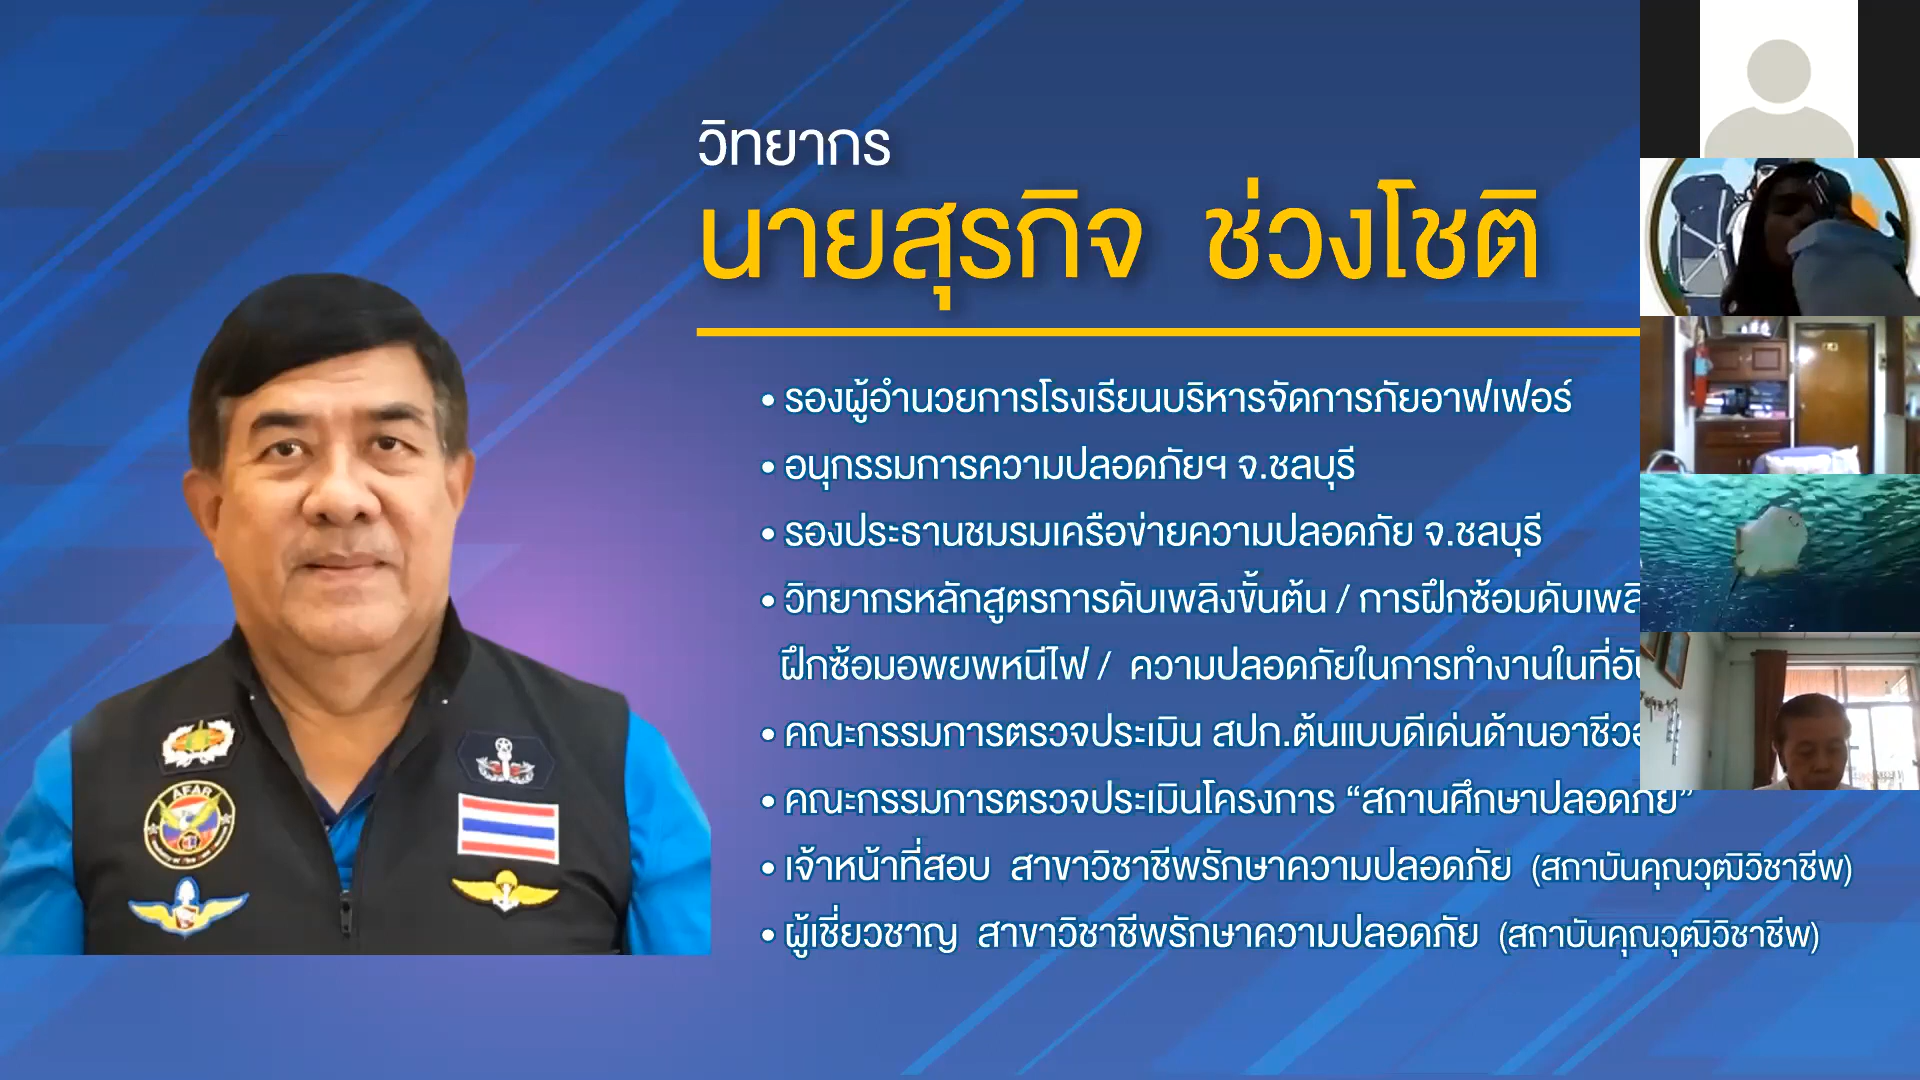 วิทยากร
นายสุรกิจ ช่วงโชติ
• รองผู้อำนวยการโรงเรียนบริหารจัดการภัยอาฟเฟอร์
• อนุกรรมการความปลอดภัยฯ จ.ชลบุรี
• รองประธานชมรมเครือข่ายความปลอดภัย จ.ชลบุรี
• วิทยากรหลักสูตรการดับเพลิงขั้นต้น / การฝึกซ้อมดับเพลิ
ฝึกซ้อมอพยพหนีไฟ / ความปลอดภัยในการทำงานในที่อับ
• คณะกรรมการตรวจประเมิน สปก.ต้นแบบดีเด่นด้านอาชีวอ
• คณะกรรมการตรวจประเมินโครงการ “สถานศึกษาปลอดภัย”
• เจ้าหน้าที่สอบ สาขาวิชาชีพรักษาความปลอดภัย (สถาบันคุณวุฒิวิชาชีพ)
• ผู้เชี่ยวชาญ สาขาวิชาชีพรักษาความปลอดภัย (สถาบันคุณวุฒิวิชาชีพ)
AFAR